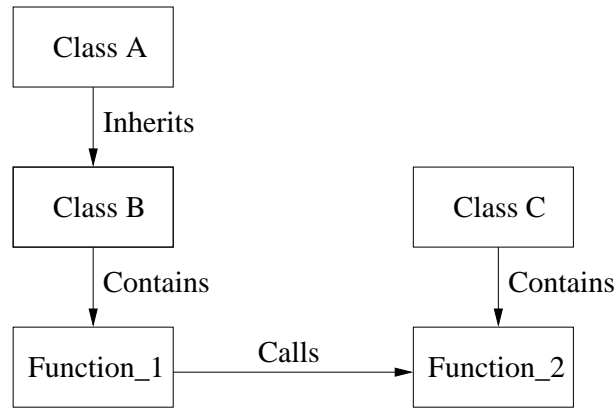 Class A
Inherits
Class B
Class C
Contains
Contains
Function_1
Calls
Function_2